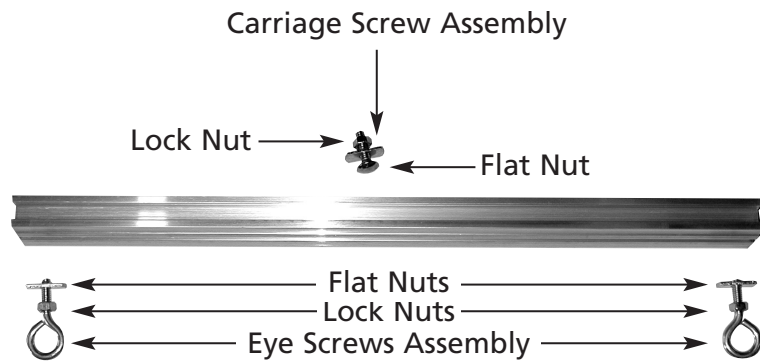 Carriage Screw Assembly
Lock Nut
Flat Nut
Flat Nuts
Lock Nuts
Eye Screws Assembly